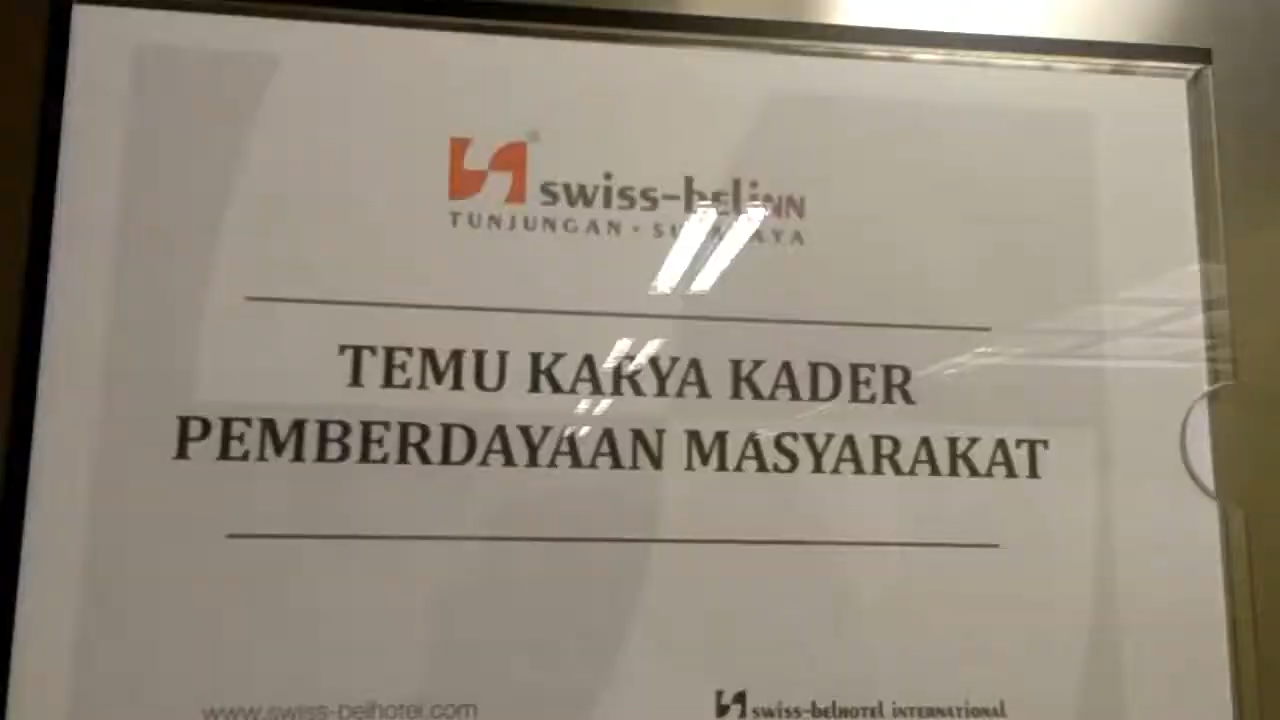 swiss-belinn
TUNJUNGAN • SURABAYA
TEMU KARYA KADER
PEMBERDAYAAN MASYARAKAT
www.swiss-belhotel.com
swiss-belhotel INTERNATIONAL